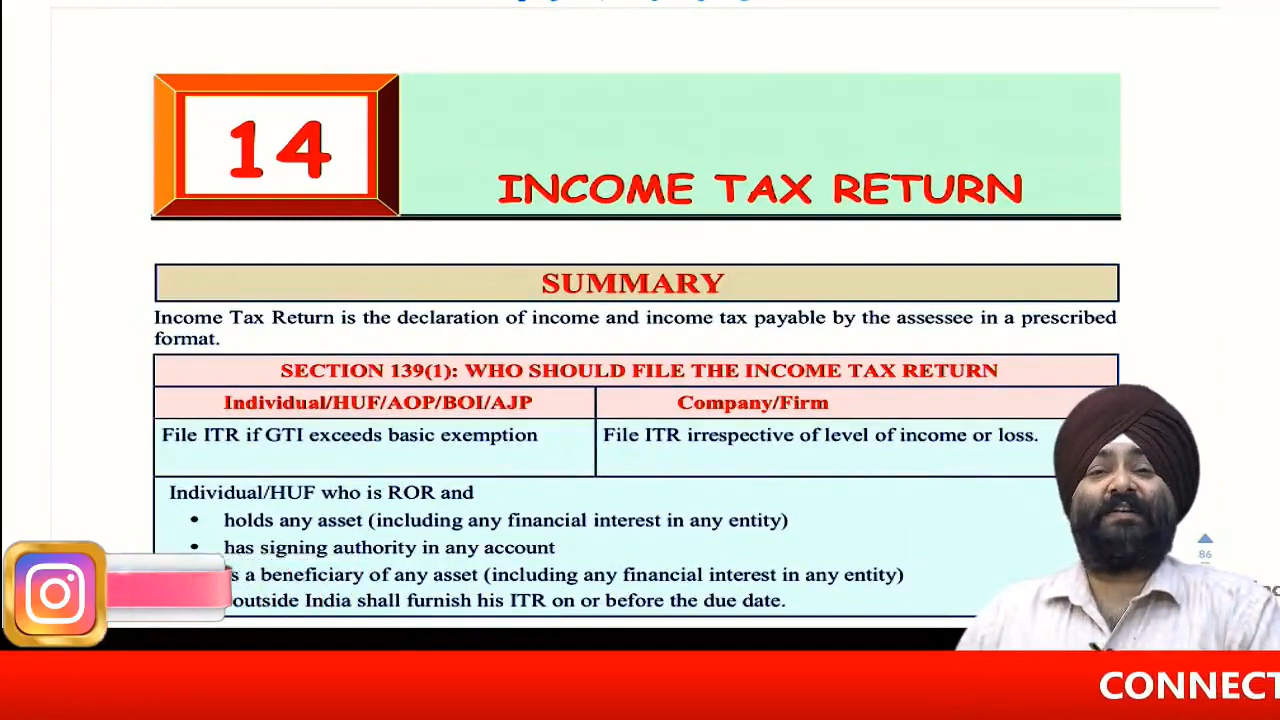 14
INCOME TAX RETURN
SUMMARY
Income Tax Return is the declaration of income and income tax payable by the assessee in a prescribed
format.
SECTION 139(1): WHO SHOULD FILE THE INCOME TAX RETURN
Individual/HUF/AOP/BOI/AJP
Company/Firm
File ITR if GTI exceeds basic exemption
File ITR irrespective of level of income or loss.
Individual/HUF who is ROR and
• holds any asset (including any financial interest in any entity)
• has signing authority in any account
a beneficiary of any asset (including any financial interest in any entity)
outside India shall furnish his ITR on or before the due date.
86
CONNECT